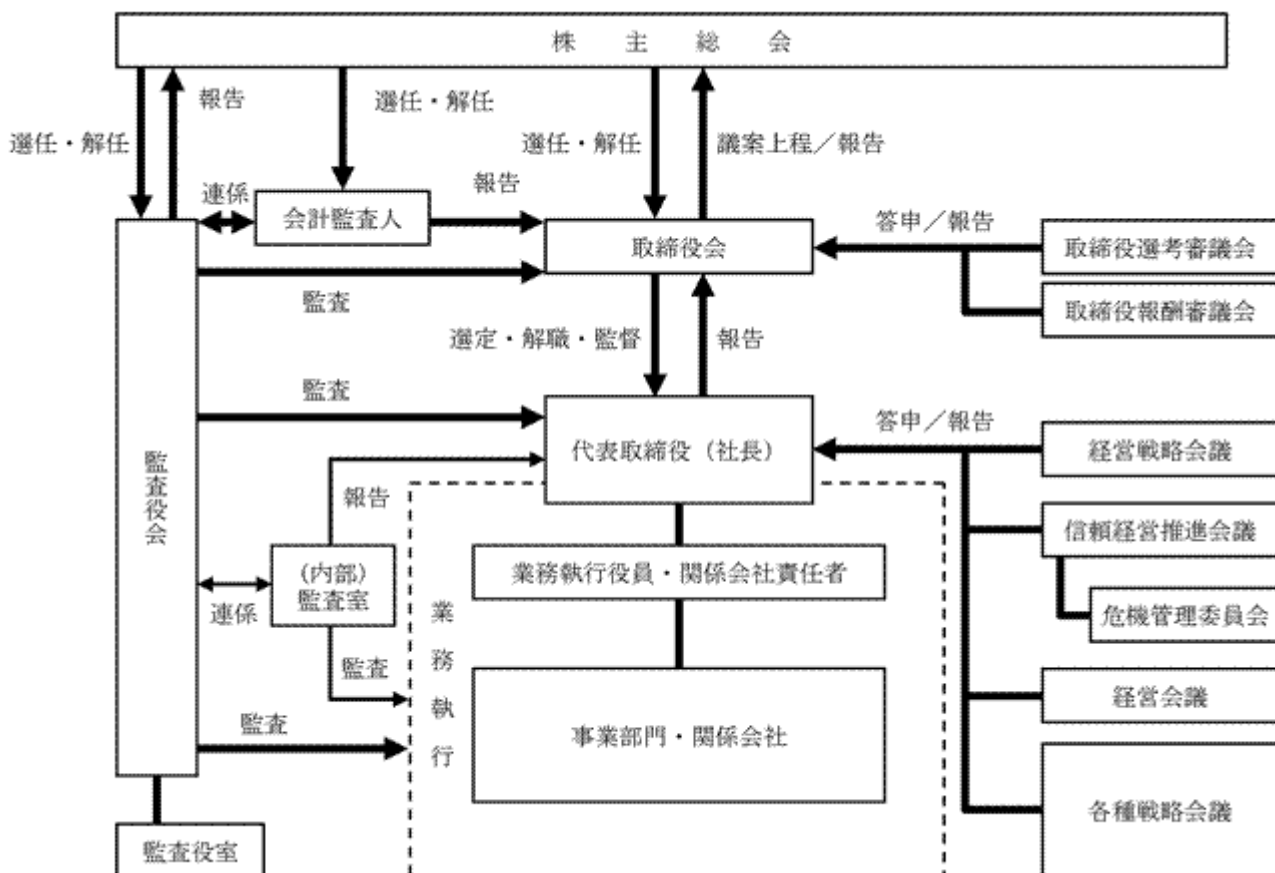 株主総会
報告
選任・解任
選任・解任
選任・解任
議案上程／報告
連係
会計監査人
報告
取締役会
答申／報告
取締役選考審議会
取締役報酬審議会
監査
選定・解職・監督
報告
監査
代表取締役（社長）
答申／報告
経営戦略会議
監査役会
報告
信頼経営推進会議
（内部）
監査室
連係
業務執行役員・関係会社責任者
危機管理委員会
業務執行
監査
経営会議
監査
事業部門・関係会社
各種戦略会議
監査役室